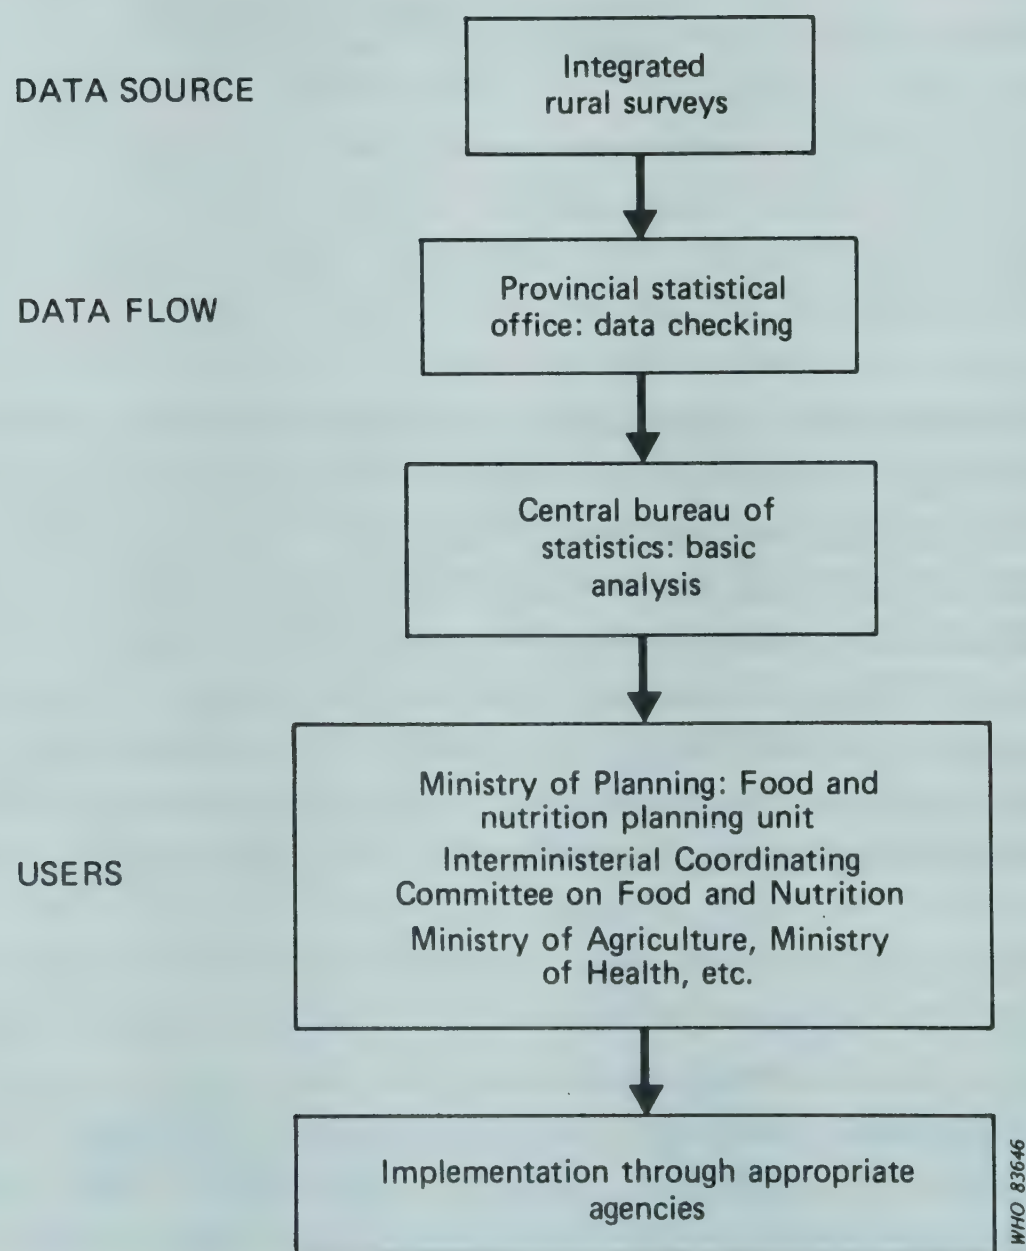 DATA SOURCE
Integrated
rural surveys
DATA FLOW
Provincial statistical
office: data checking
Central bureau of
statistics: basic
analysis
USERS
Ministry of Planning: Food and
nutrition planning unit
Interministerial Coordinating
Committee on Food and Nutrition
Ministry of Agriculture, Ministry
of Health, etc.
Implementation through appropriate
agencies
WHO 83646